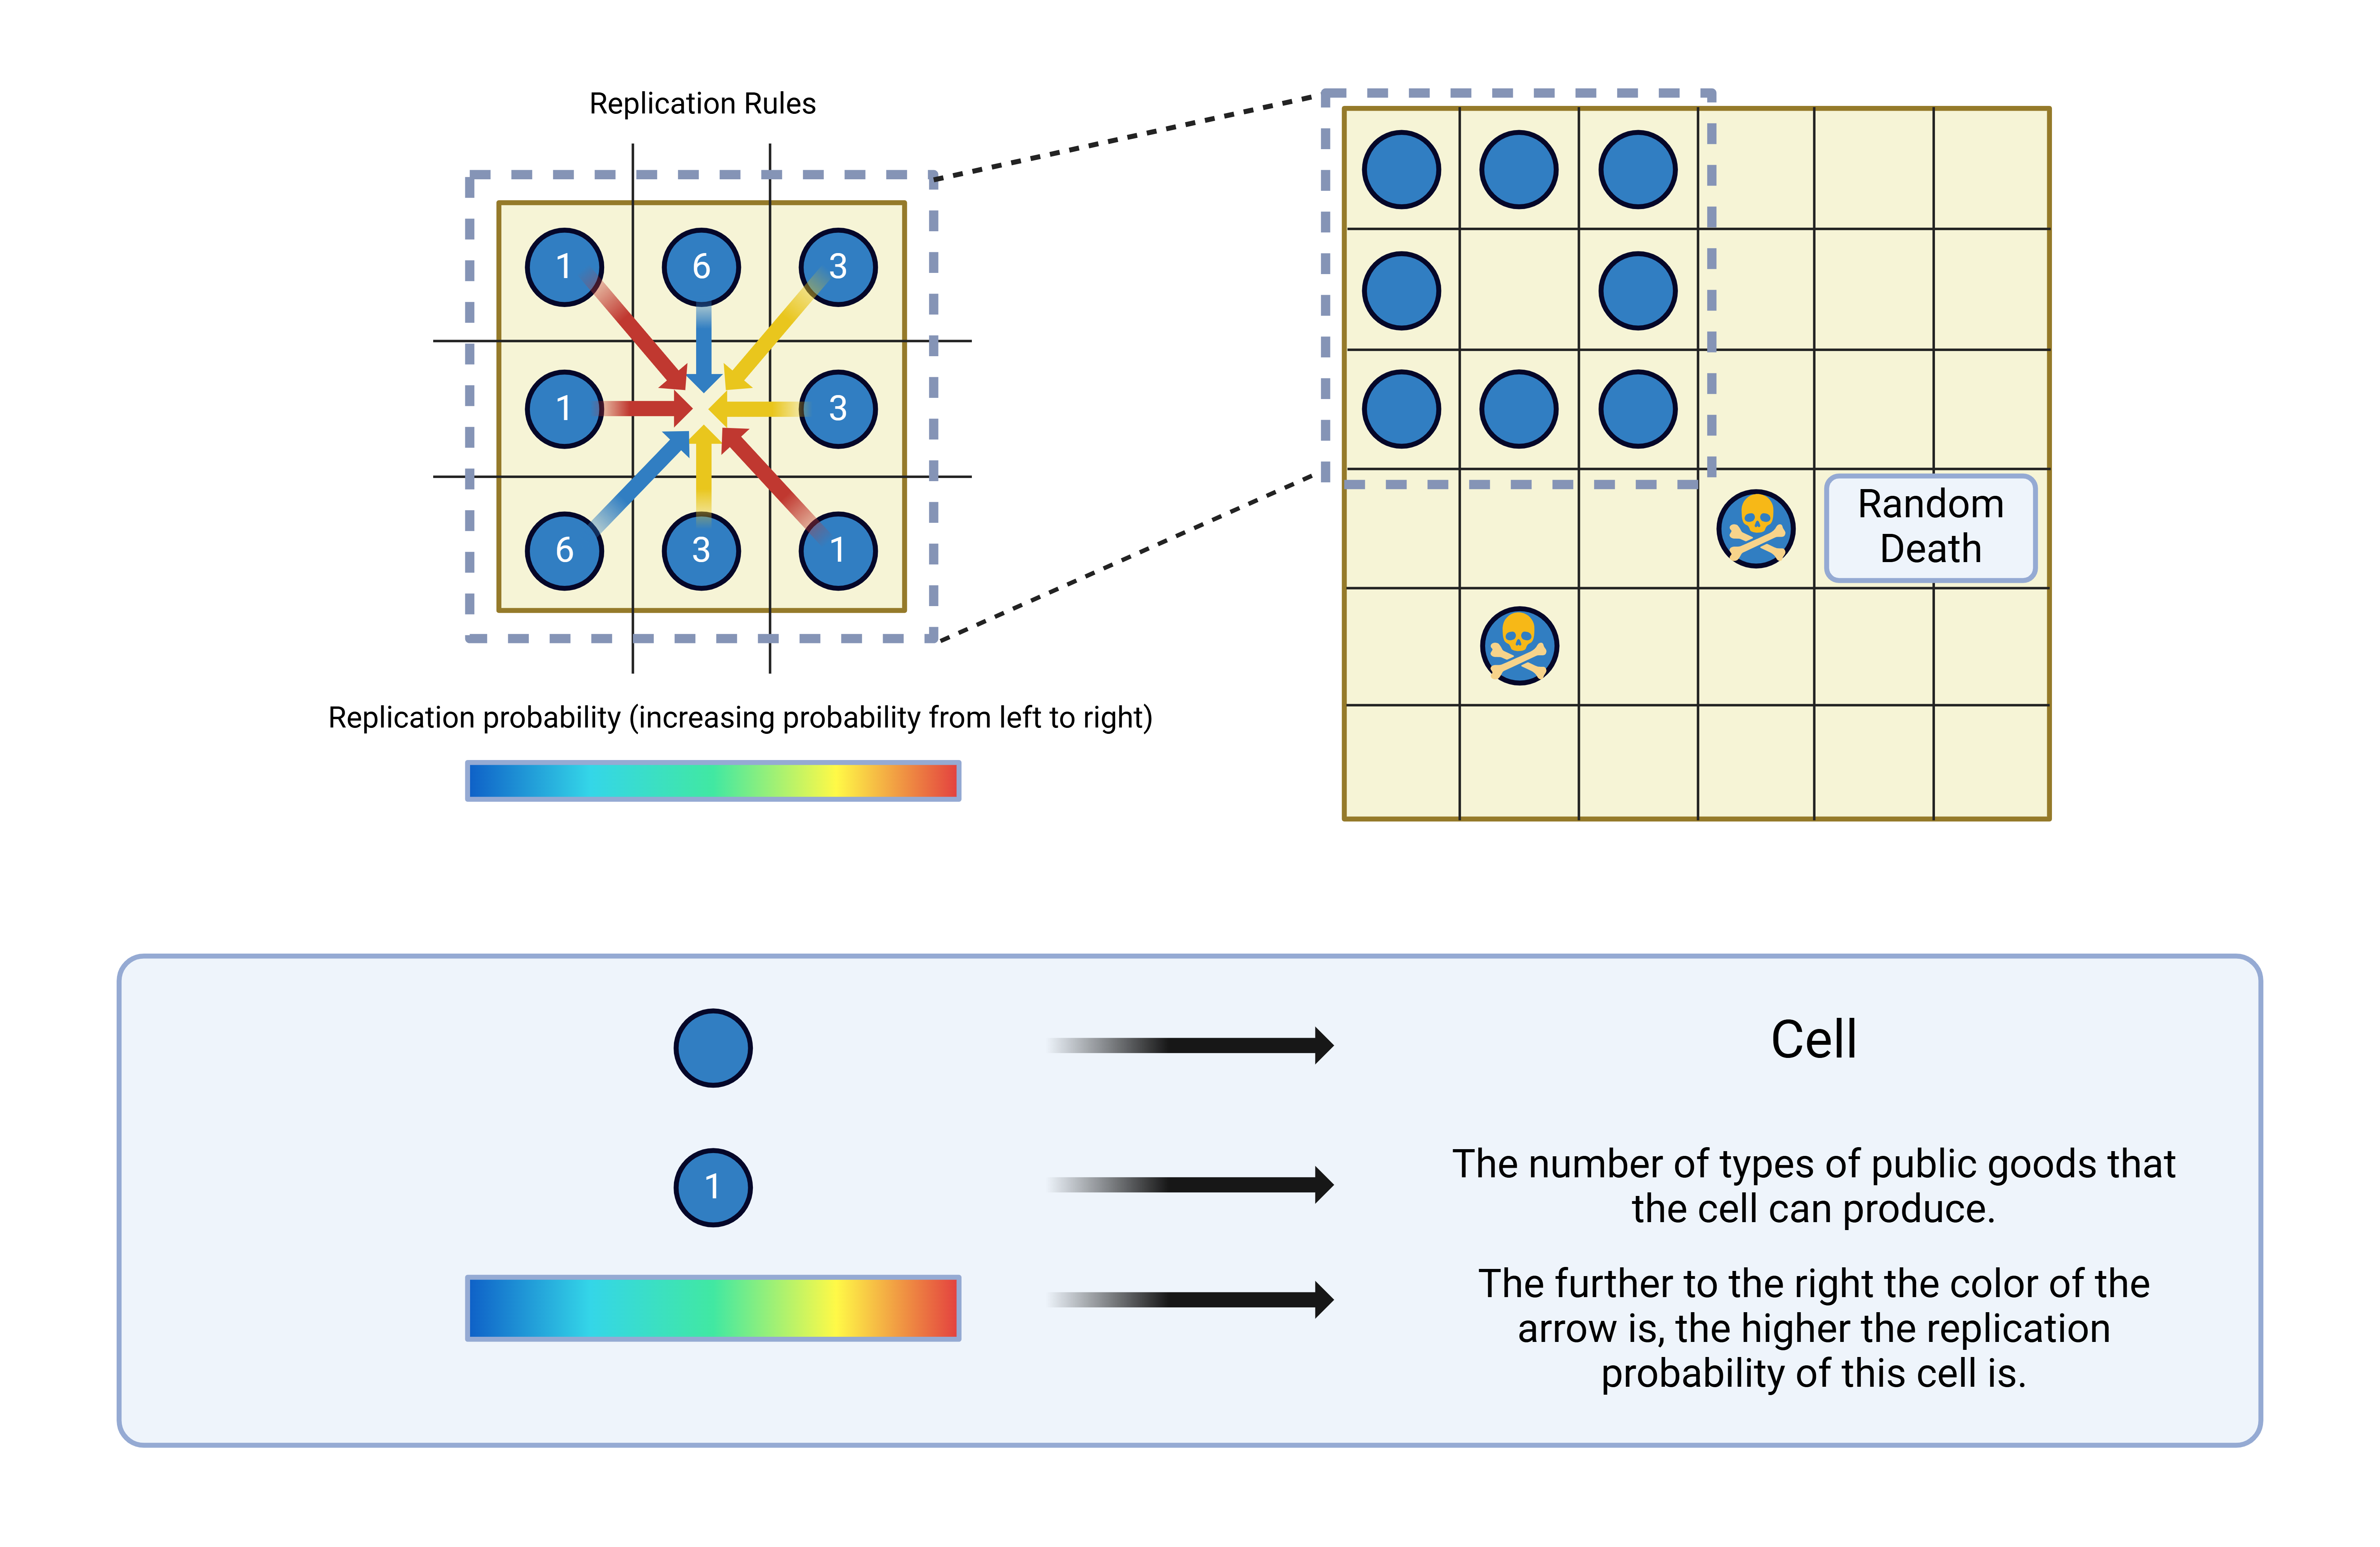 Replication Rules
1 6 3
1 3
6 3 1
Replication probability (increasing probability from left to right)
Random
Death
Cell
1
The number of types of public goods that
the cell can produce.
The further to the right the color of the
arrow is, the higher the replication
probability of this cell is.